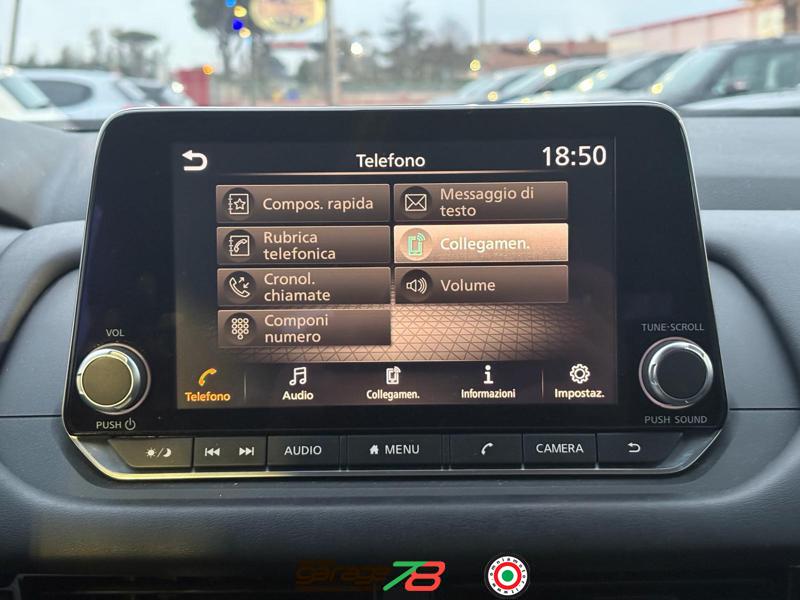 Telefono
18:50
Compos. rapida
Messaggio di
testo
Rubrica
telefonica
Collegamen.
Cronol.
chiamate
Volume
Componi
numero
Telefono
Audio
Collegamen.
Informazioni
Impostaz.
VOL
TUNE·SCROLL
PUSH
PUSH SOUND
AUDIO
MENU
CAMERA
garage78